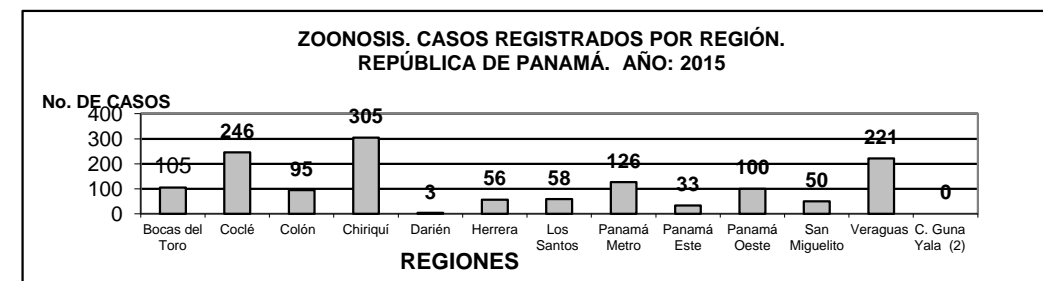 ZOONOSIS. CASOS REGISTRADOS POR REGIÓN.
REPÚBLICA DE PANAMÁ. AÑO: 2015
No. DE CASOS
400
300
200
100
0
105
246
95
305
3
56
58
126
33
100
50
221
0
Bocas del
Toro
Coclé
Colón
Chiriquí
Darién
Herrera
Los
Santos
Panamá
Metro
Panamá
Este
Panamá
Oeste
San
Miguelito
Veraguas
C. Guna
Yala (2)
REGIONES